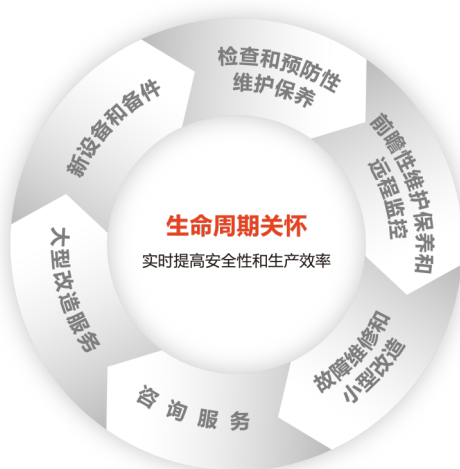 生命周期关怀
实时提高安全性和生产效率
新设备和备件
检查和预防性
维护保养
前瞻性维护保养和
远程监控
故障维修和
小型改造
咨询服务
大型改造服务